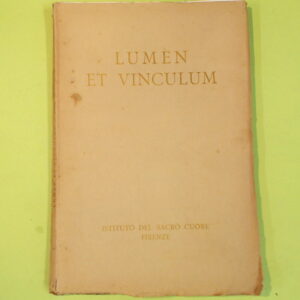 LUMEN
ET VINCULUM
ISTITUTO DEL SACRO CUORE
FIRENZE